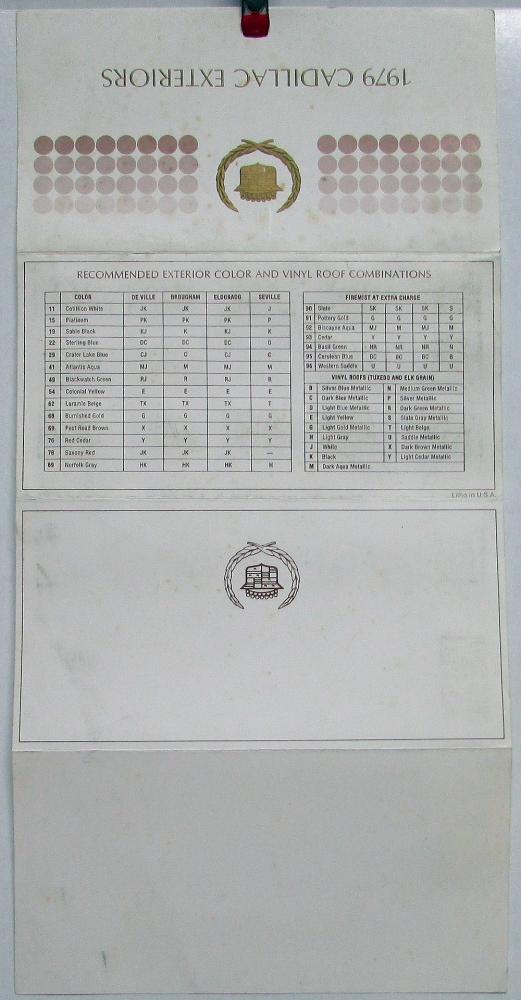 1979 CADILLAC EXTERIORS
RECOMMENDED EXTERIOR COLOR AND VINYL ROOF COMBINATIONS
COLOR DE VILLE BROUGHAM ELDORADO SEVILLE
11 Cotillion White JK JK JK J
15 Platinum PK PK PK P
19 Sable Black KJ K KJ K
22 Sterling Blue DC DC DC D
29 Crater Lake Blue CJ C CJ C
41 Atlantis Aqua MJ M MJ M
49 Blackwatch Green RJ R RJ R
54 Colonial Yellow E E E E
62 Laramie Beige TX TX TX T
68 Burnished Gold G G G G
69 Post Road Brown X X X X
76 Red Cedar Y Y Y Y
78 Saxony Red JK JK JK —
89 Norfolk Gray HK HK HK H
FIREMIST AT EXTRA CHARGE
90 Slate SK SK SK S
91 Pottery Gold G G G G
92 Biscayne Aqua MJ M MJ M
93 Cedar Y Y Y Y
94 Basil Green NR NR NR N
95 Cerulean Blue BC BC BC B
96 Western Saddle U U U U
VINYL ROOFS (TUXEDO AND ELK GRAIN)
B Silver Blue Metallic N Medium Green Metallic
C Dark Blue Metallic P Silver Metallic
D Light Blue Metallic R Dark Green Metallic
E Light Yellow S Slate Gray Metallic
G Light Gold Metallic T Light Beige
H Light Gray U Saddle Metallic
J White X Dark Brown Metallic
K Black Y Light Cedar Metallic
M Dark Aqua Metallic
Litho in U.S.A.